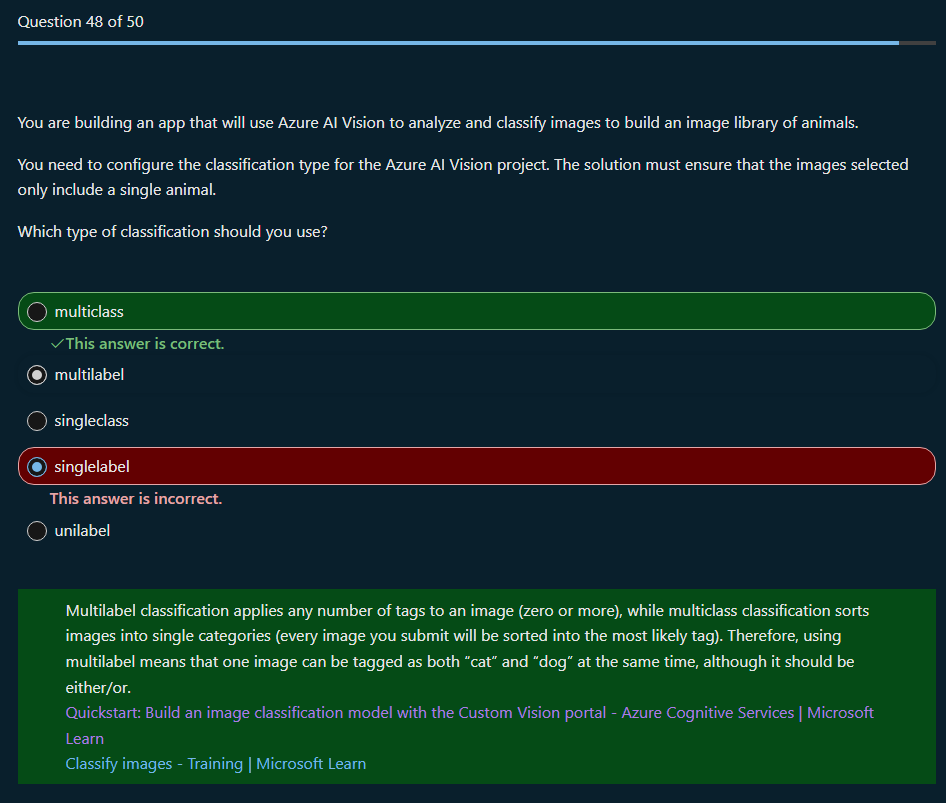 Question 48 of 50
You are building an app that will use Azure AI Vision to analyze and classify images to build an image library of animals.
You need to configure the classification type for the Azure AI Vision project. The solution must ensure that the images selected
only include a single animal.
Which type of classification should you use?
multiclass
✓This answer is correct.
multilabel
singleclass
singlelabel
This answer is incorrect.
unilabel
Multilabel classification applies any number of tags to an image (zero or more), while multiclass classification sorts
images into single categories (every image you submit will be sorted into the most likely tag). Therefore, using
multilabel means that one image can be tagged as both “cat” and “dog” at the same time, although it should be
either/or.
Quickstart: Build an image classification model with the Custom Vision portal - Azure Cognitive Services | Microsoft
Learn
Classify images - Training | Microsoft Learn